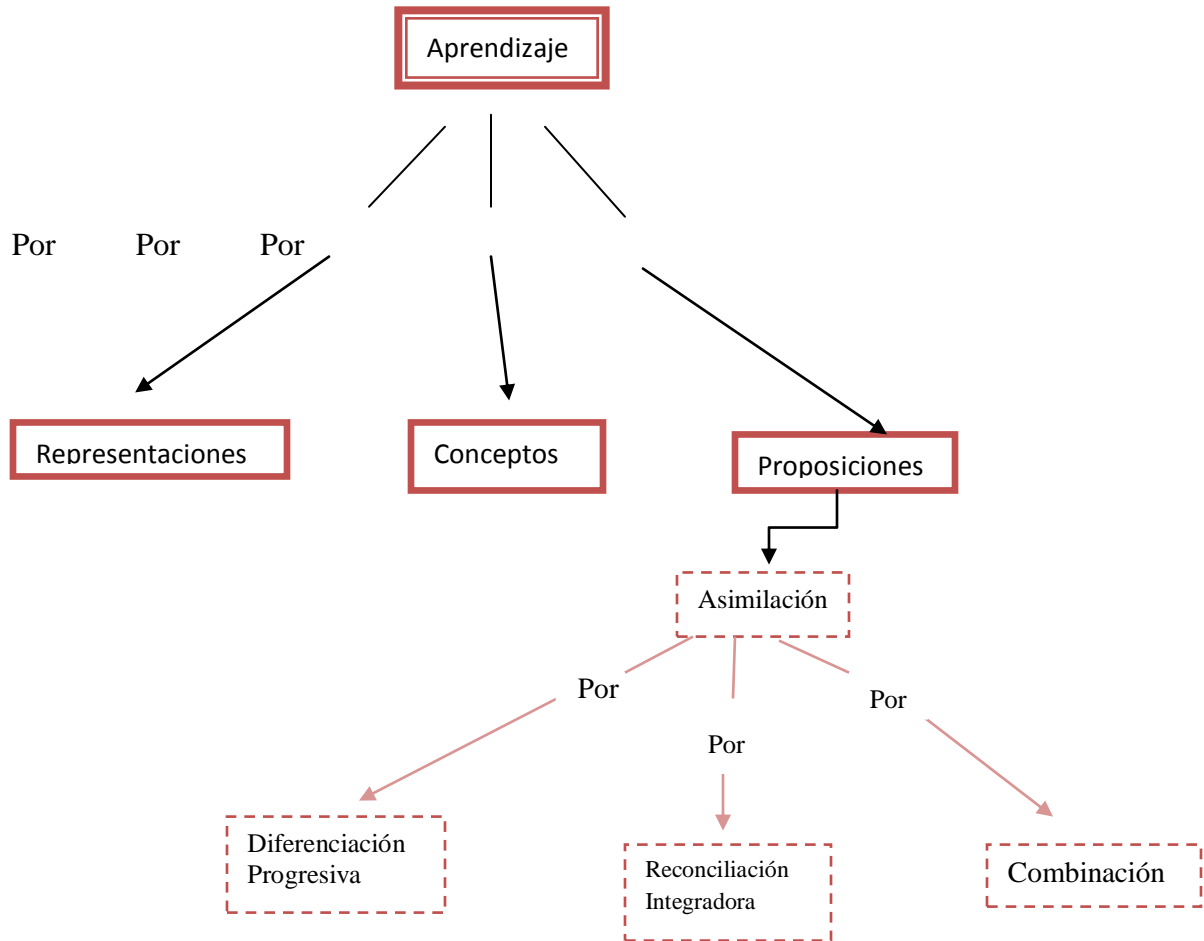 Aprendizaje
Por Por Por
Representaciones
Conceptos
Proposiciones
Asimilación
Por
Por
Por
Diferenciación
Progresiva
Reconciliación
Integradora
Combinación